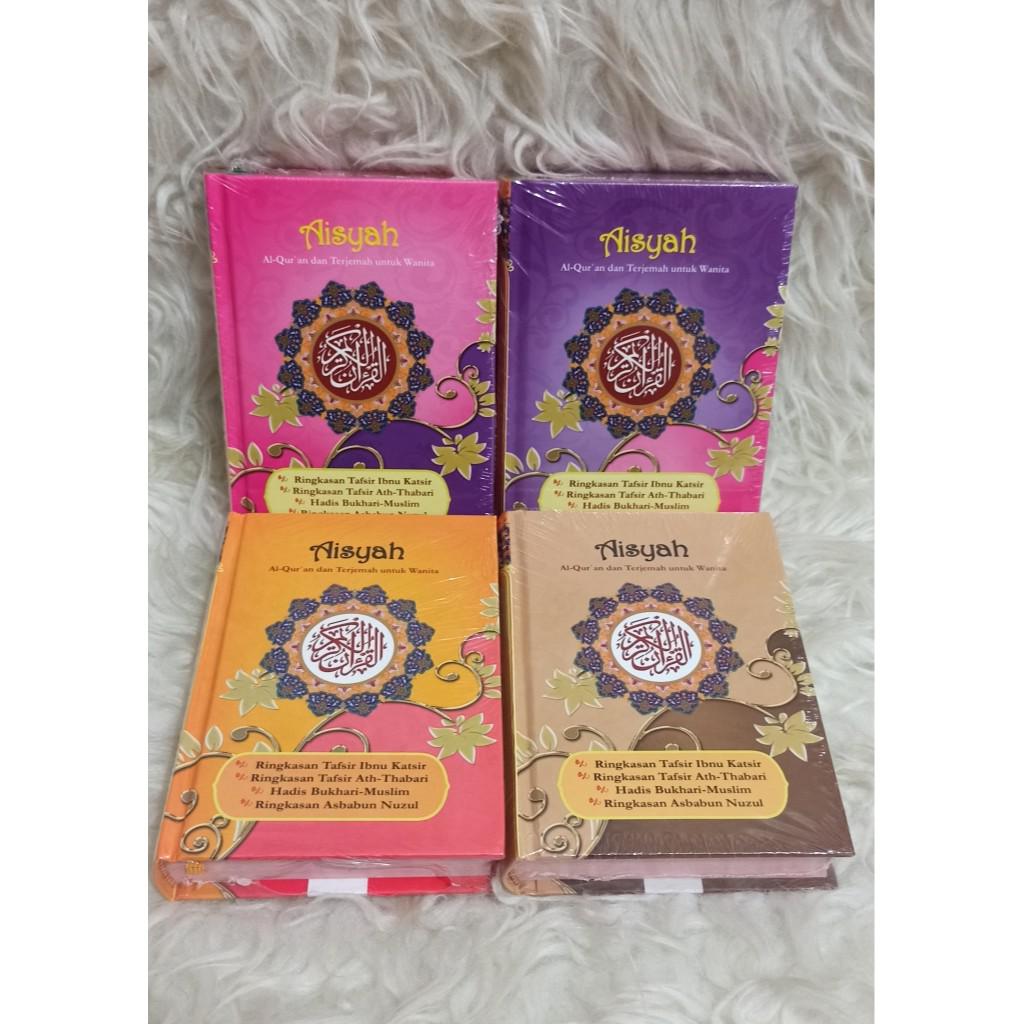 Aisyah
Al-Qur'an dan Terjemah untuk Wanita
القرآن الكريم
Ringkasan Tafsir Ibnu Katsir
Ringkasan Tafsir Ath-Thabari
Hadis Bukhari-Muslim
Ringkasan Asbabun Nuzul
Aisyah
Al-Qur'an dan Terjemah untuk Wanita
القرآن الكريم
Ringkasan Tafsir Ibnu Katsir
Ringkasan Tafsir Ath-Thabari
Hadis Bukhari-Muslim
Aisyah
Al-Qur'an dan Terjemah untuk Wanita
القرآن الكريم
Ringkasan Tafsir Ibnu Katsir
Ringkasan Tafsir Ath-Thabari
Hadis Bukhari-Muslim
Ringkasan Asbabun Nuzul
Aisyah
Al-Qur'an dan Terjemah untuk Wanita
القرآن الكريم
Ringkasan Tafsir Ibnu Katsir
Ringkasan Tafsir Ath-Thabari
Hadis Bukhari-Muslim
Ringkasan Asbabun Nuzul